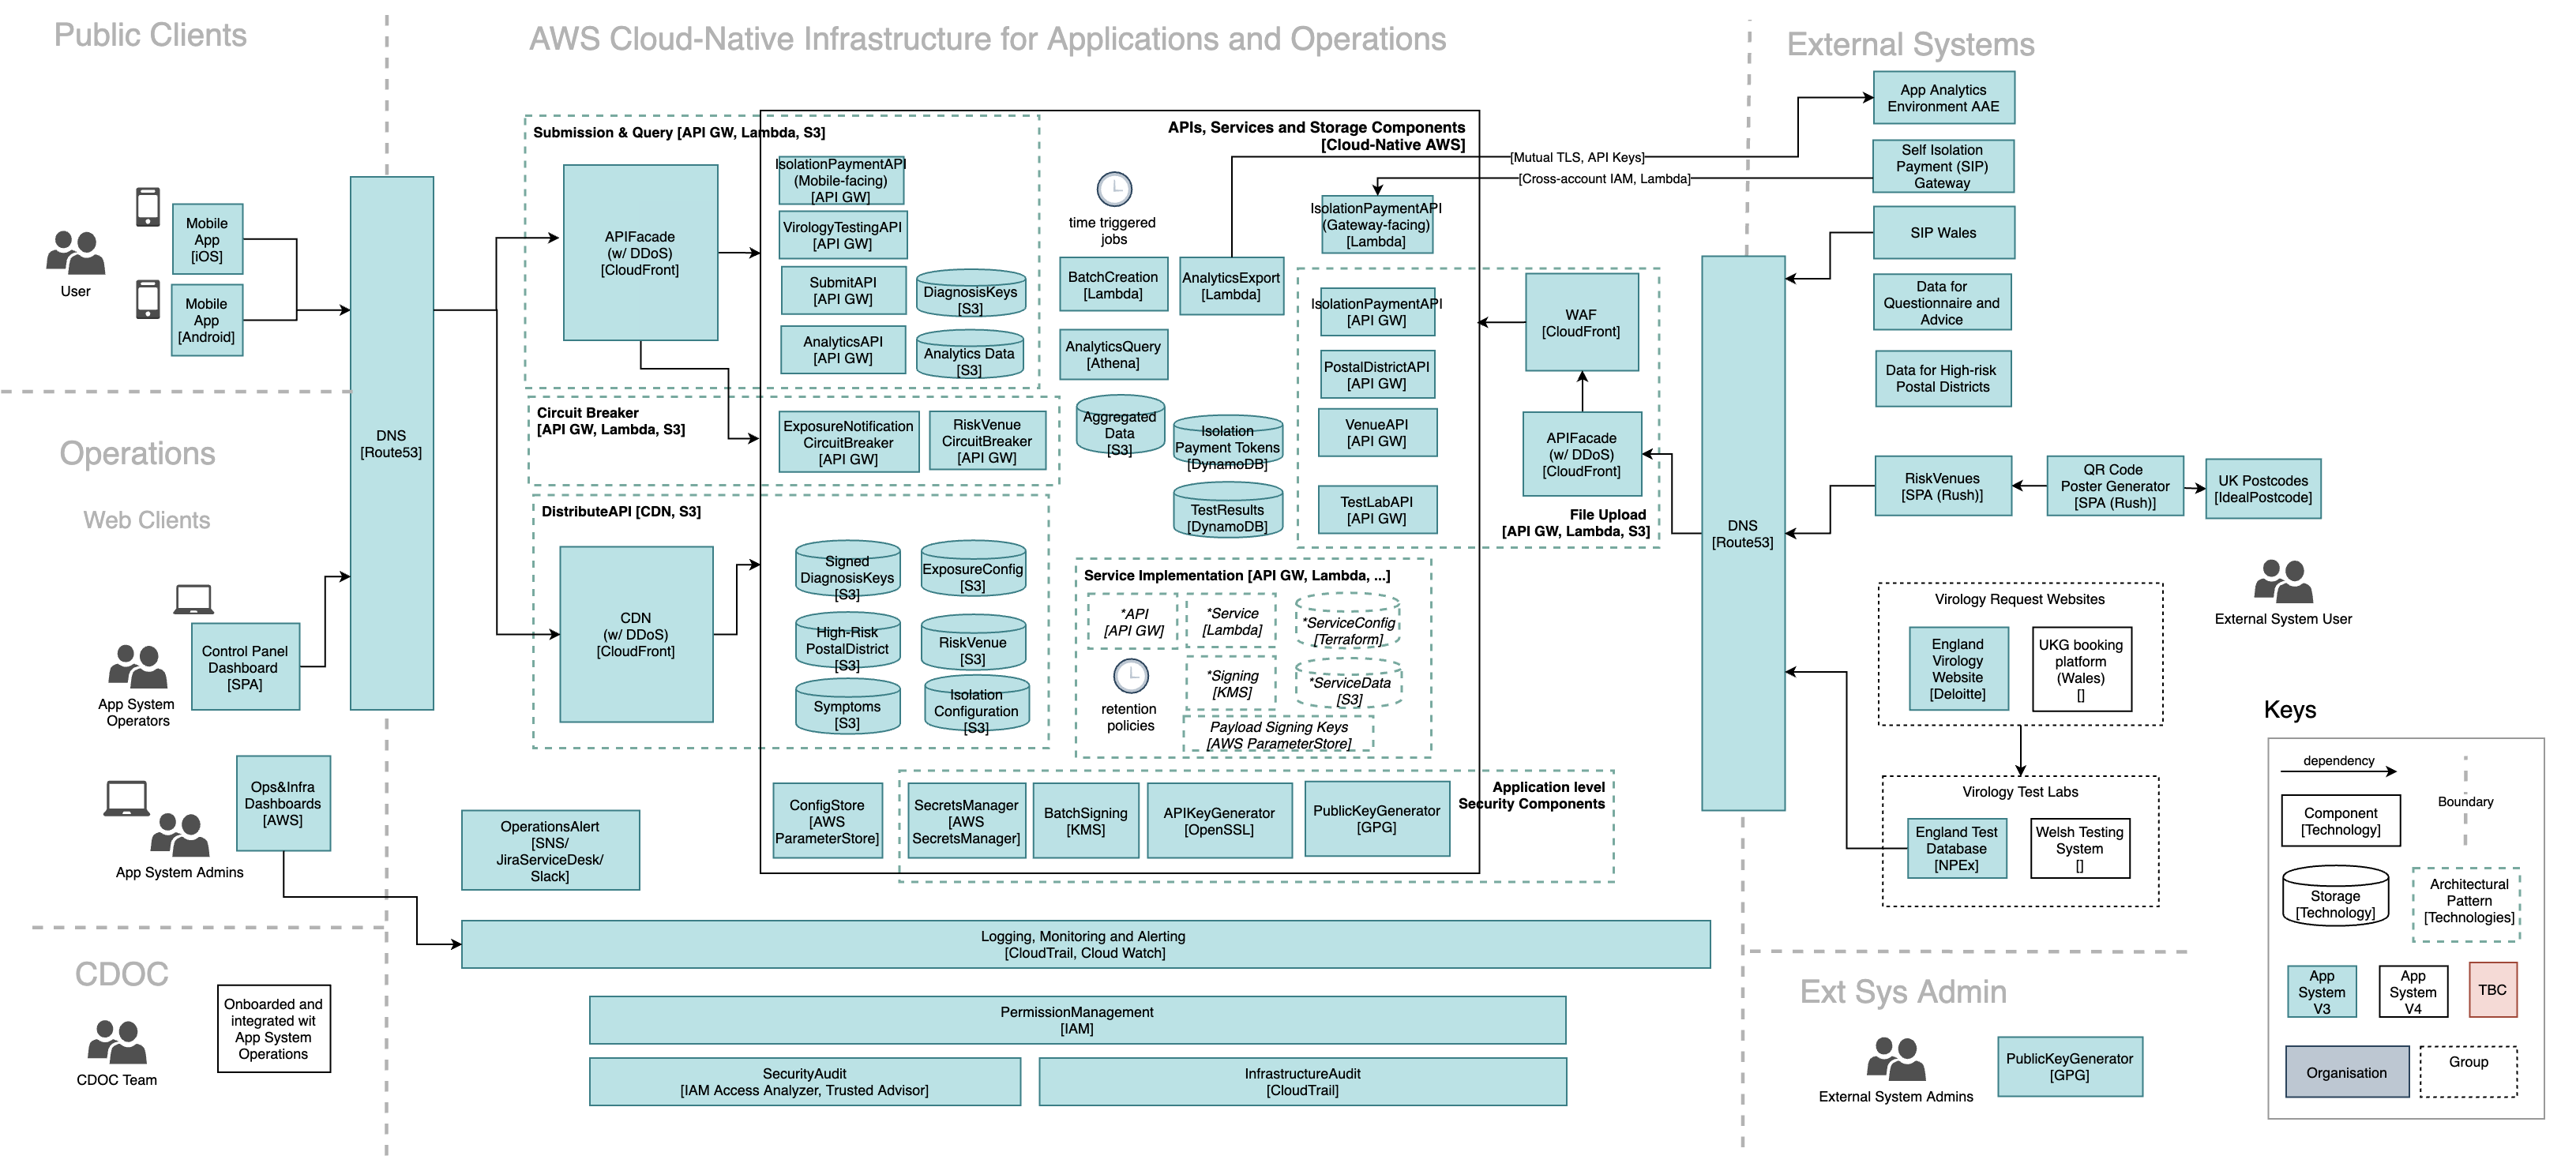 Public Clients
AWS Cloud-Native Infrastructure for Applications and Operations
External Systems
User
Mobile
App
[iOS]
Mobile
App
[Android]
DNS
[Route53]
Operations
Web Clients
App System
Operators
Control Panel
Dashboard
[SPA]
App System Admins
Ops&Infra
Dashboards
[AWS]
CDOC
CDOC Team
Onboarded and
integrated wit
App System
Operations
Submission & Query [API GW, Lambda, S3]
APIFacade
(w/ DDoS)
[CloudFront]
IsolationPaymentAPI
(Mobile-facing)
[API GW]
VirologyTestingAPI
[API GW]
SubmitAPI
[API GW]
DiagnosisKeys
[S3]
AnalyticsAPI
[API GW]
Analytics Data
[S3]
Circuit Breaker
[API GW, Lambda, S3]
ExposureNotification
CircuitBreaker
[API GW]
RiskVenue
CircuitBreaker
[API GW]
DistributeAPI [CDN, S3]
CDN
(w/ DDoS)
[CloudFront]
Signed
DiagnosisKeys
[S3]
ExposureConfig
[S3]
High-Risk
PostalDistrict
[S3]
RiskVenue
[S3]
Symptoms
[S3]
Isolation
Configuration
[S3]
APIs, Services and Storage Components
[Cloud-Native AWS]
time triggered
jobs
BatchCreation
[Lambda]
AnalyticsExport
[Lambda]
AnalyticsQuery
[Athena]
Aggregated
Data
[S3]
Isolation
Payment Tokens
[DynamoDB]
TestResults
[DynamoDB]
[Mutual TLS, API Keys]
[Cross-account IAM, Lambda]
IsolationPaymentAPI
(Gateway-facing)
[Lambda]
IsolationPaymentAPI
[API GW]
PostalDistrictAPI
[API GW]
VenueAPI
[API GW]
TestLabAPI
[API GW]
WAF
[CloudFront]
APIFacade
(w/ DDoS)
[CloudFront]
File Upload
[API GW, Lambda, S3]
Service Implementation [API GW, Lambda, ...]
*API
[API GW]
*Service
[Lambda]
*ServiceConfig
[Terraform]
retention
policies
*Signing
[KMS]
*ServiceData
[S3]
Payload Signing Keys
[AWS ParameterStore]
Application level
Security Components
ConfigStore
[AWS
ParameterStore]
SecretsManager
[AWS
SecretsManager]
BatchSigning
[KMS]
APIKeyGenerator
[OpenSSL]
PublicKeyGenerator
[GPG]
OperationsAlert
[SNS/
JiraServiceDesk/
Slack]
Logging, Monitoring and Alerting
[CloudTrail, Cloud Watch]
PermissionManagement
[IAM]
SecurityAudit
[IAM Access Analyzer, Trusted Advisor]
InfrastructureAudit
[CloudTrail]
DNS
[Route53]
App Analytics
Environment AAE
Self Isolation
Payment (SIP)
Gateway
SIP Wales
Data for
Questionnaire and
Advice
Data for High-risk
Postal Districts
RiskVenues
[SPA (Rush)]
QR Code
Poster Generator
[SPA (Rush)]
UK Postcodes
[IdealPostcode]
External System User
Virology Request Websites
England
Virology
Website
[Deloitte]
UKG booking
platform
(Wales)
[]
Virology Test Labs
England Test
Database
[NPEx]
Welsh Testing
System
[]
Ext Sys Admin
External System Admins
PublicKeyGenerator
[GPG]
Keys
dependency
Boundary
Component
[Technology]
Storage
[Technology]
Architectural
Pattern
[Technologies]
App
System
V3
App
System
V4
TBC
Organisation
Group